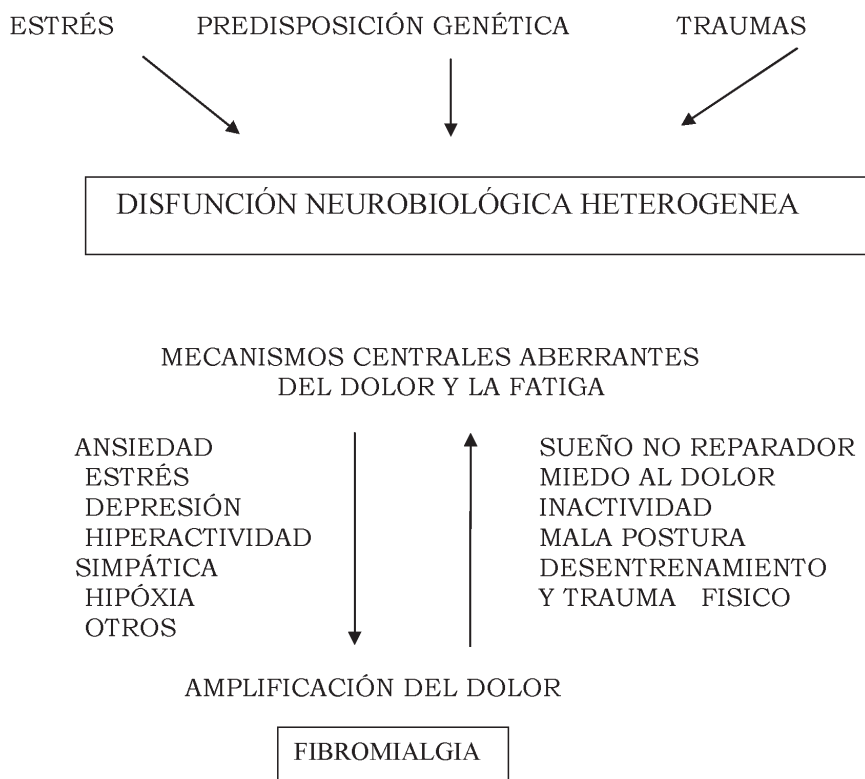 ESTRÉS PREDISPOSICIÓN GENÉTICA TRAUMAS
DISFUNCIÓN NEUROBIOLÓGICA HETEROGENEA
MECANISMOS CENTRALES ABERRANTES
DEL DOLOR Y LA FATIGA
ANSIEDAD
ESTRÉS
DEPRESIÓN
HIPERACTIVIDAD
SIMPÁTICA
HIPÓXIA
OTROS
SUEÑO NO REPARADOR
MIEDO AL DOLOR
INACTIVIDAD
MALA POSTURA
DESENTRENAMIENTO
Y TRAUMA FISICO
AMPLIFICACIÓN DEL DOLOR
FIBROMIALGIA